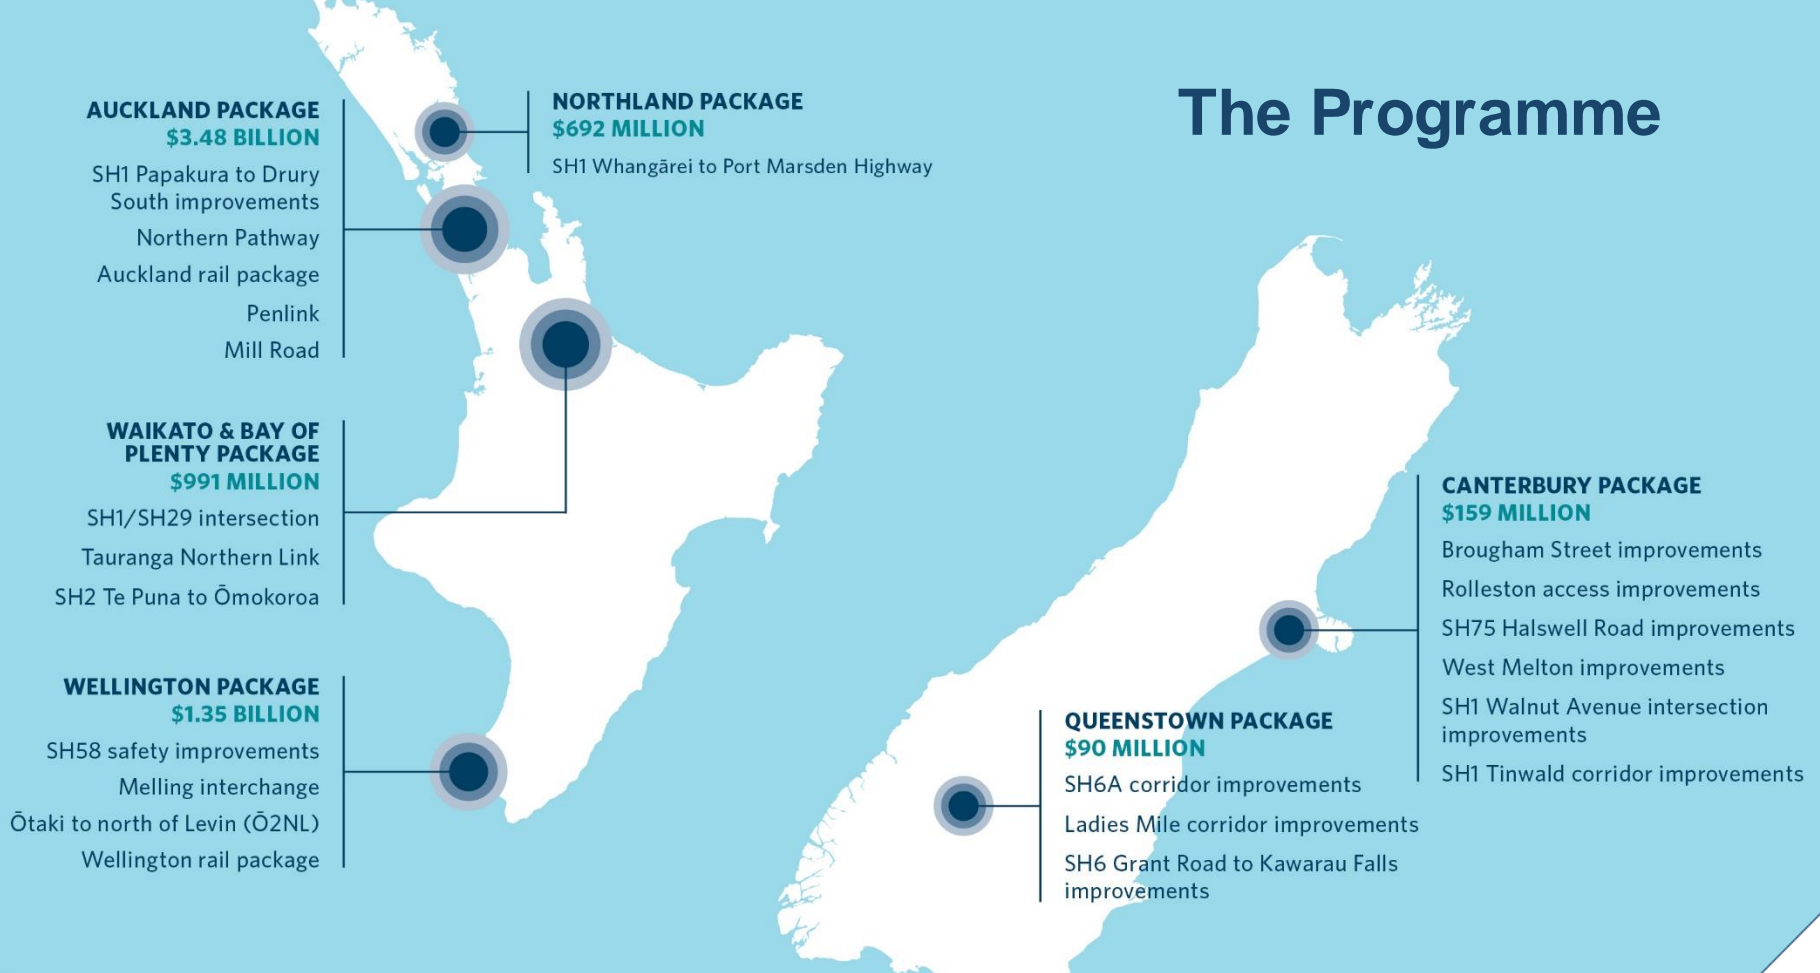 The Programme
AUCKLAND PACKAGE
$3.48 BILLION
SH1 Papakura to Drury
South improvements
Northern Pathway
Auckland rail package
Penlink
Mill Road
NORTHLAND PACKAGE
$692 MILLION
SH1 Whangārei to Port Marsden Highway
WAIKATO & BAY OF
PLENTY PACKAGE
$991 MILLION
SH1/SH29 intersection
Tauranga Northern Link
SH2 Te Puna to Ōmokoroa
WELLINGTON PACKAGE
$1.35 BILLION
SH58 safety improvements
Melling interchange
Ōtaki to north of Levin (Ō2NL)
Wellington rail package
CANTERBURY PACKAGE
$159 MILLION
Brougham Street improvements
Rolleston access improvements
SH75 Halswell Road improvements
West Melton improvements
SH1 Walnut Avenue intersection
improvements
SH1 Tinwald corridor improvements
QUEENSTOWN PACKAGE
$90 MILLION
SH6A corridor improvements
Ladies Mile corridor improvements
SH6 Grant Road to Kawarau Falls
improvements